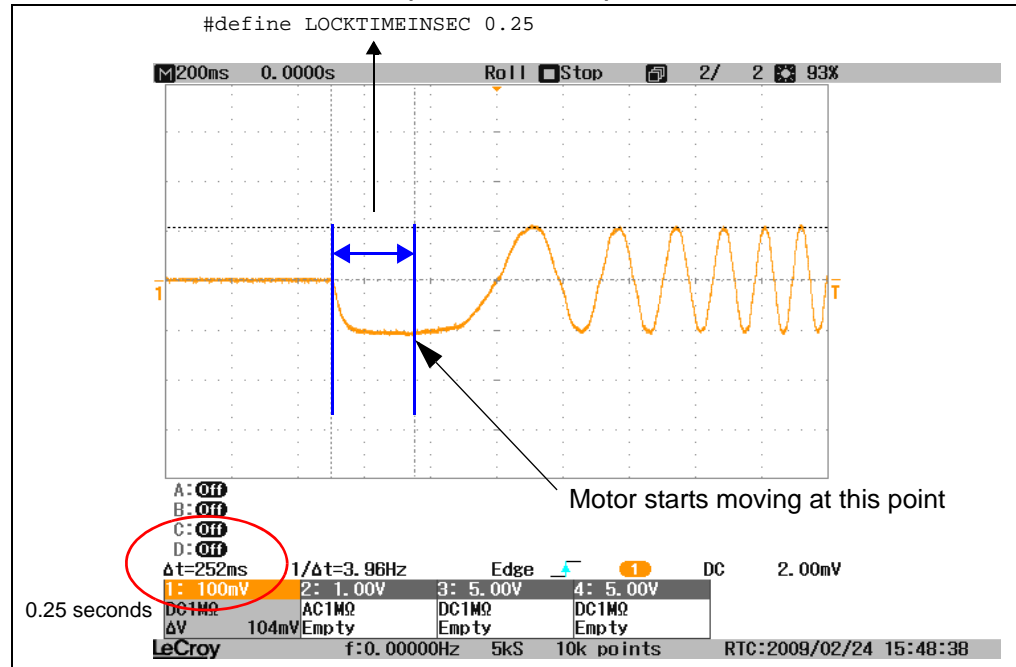 #define LOCKTIMEINSEC 0.25
M 200ms 0.0000s Roll Stop 2/ 2 93%
1
T
Motor starts moving at this point
A:Off
B:Off
C:Off
D:Off
Δt=252ms 1/Δt=3.96Hz Edge 1 DC 2.00mV
1: 100mV 2: 1.00V 3: 5.00V 4: 5.00V
0.25 seconds DC1MΩ AC1MΩ DC1MΩ DC1MΩ
ΔV 104mV Empty Empty Empty
LeCroy f:0.00000Hz 5kS 10k points RTC:2009/02/24 15:48:38